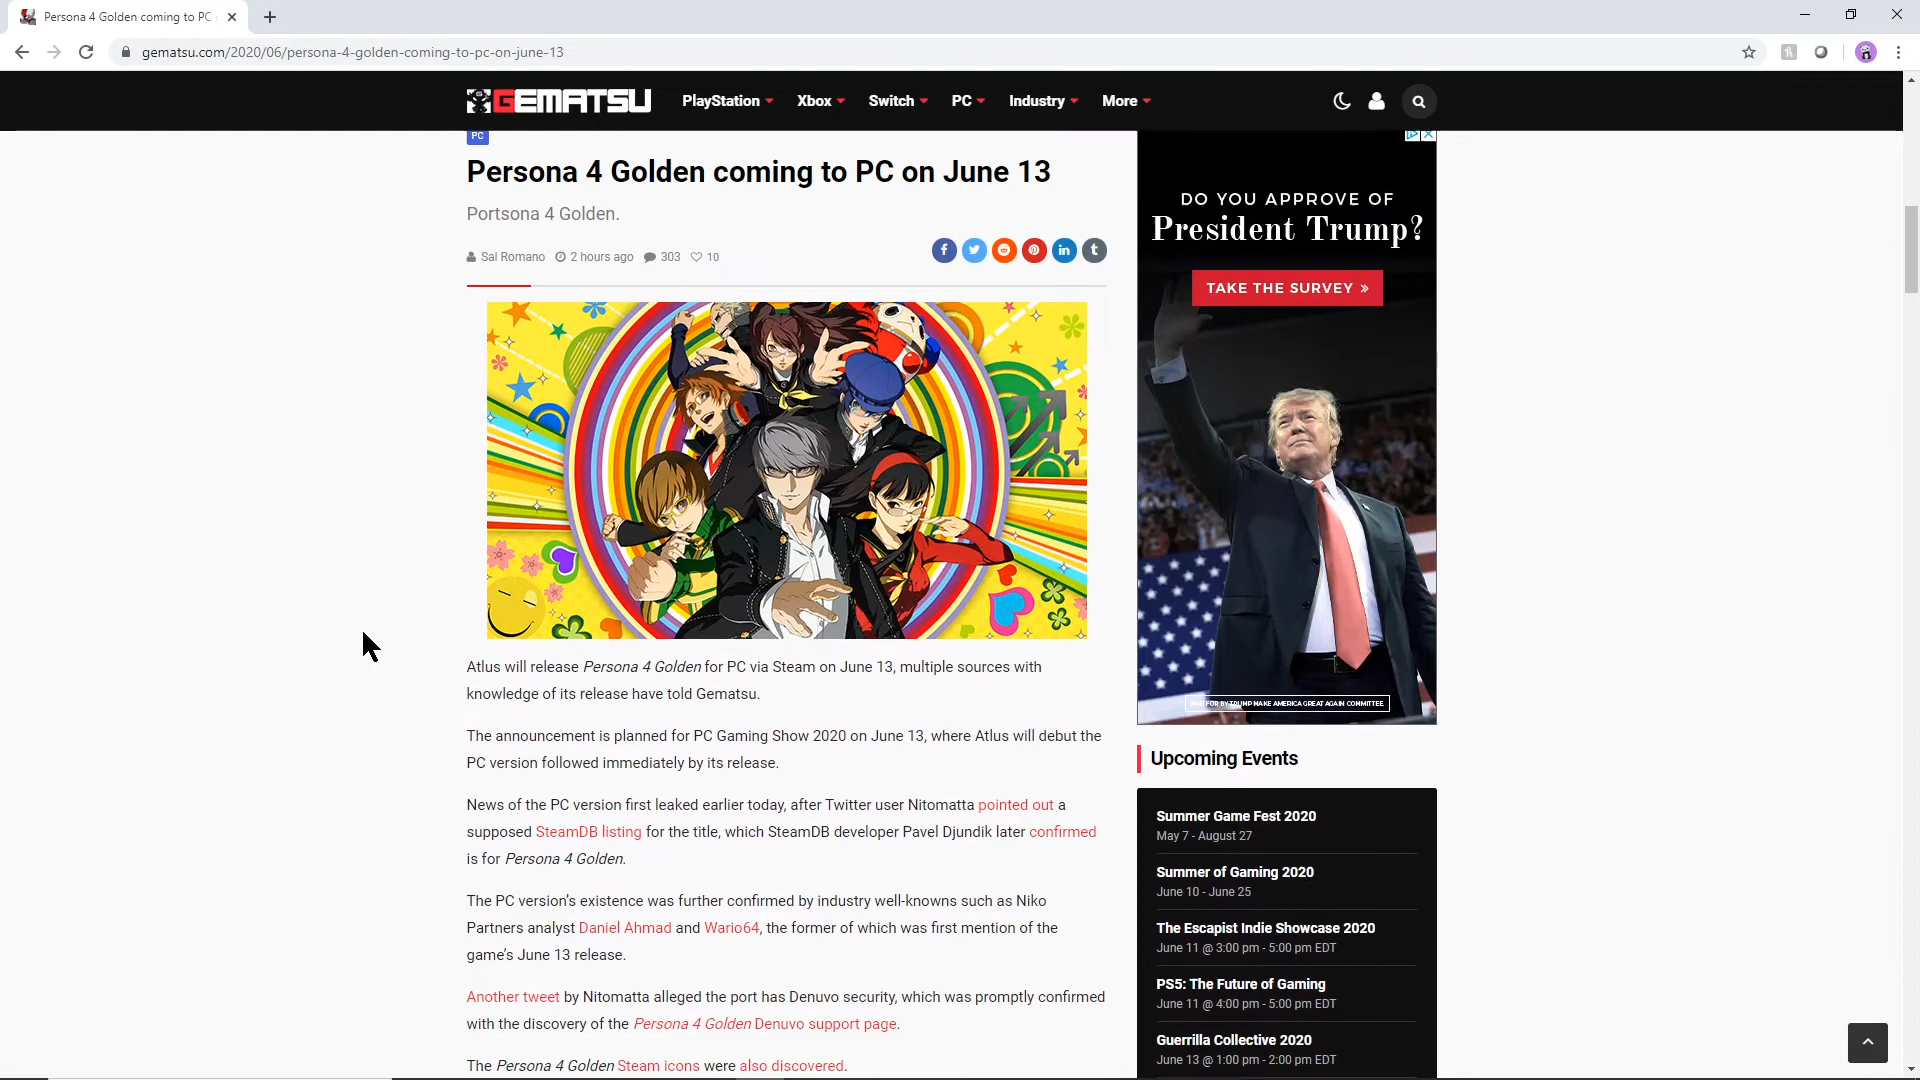 Persona 4 Golden coming to PC
gematsu.com/2020/06/persona-4-golden-coming-to-pc-on-june-13
GEMATSU
PlayStation
Xbox
Switch
PC
Industry
More
PC
Persona 4 Golden coming to PC on June 13
Portsona 4 Golden.
Sal Romano 2 hours ago 303 10
Atlus will release Persona 4 Golden for PC via Steam on June 13, multiple sources with
knowledge of its release have told Gematsu.
The announcement is planned for PC Gaming Show 2020 on June 13, where Atlus will debut the
PC version followed immediately by its release.
News of the PC version first leaked earlier today, after Twitter user Nitomatta pointed out a
supposed SteamDB listing for the title, which SteamDB developer Pavel Djundik later confirmed
is for Persona 4 Golden.
The PC version's existence was further confirmed by industry well-knowns such as Niko
Partners analyst Daniel Ahmad and Wario64, the former of which was first mention of the
game's June 13 release.
Another tweet by Nitomatta alleged the port has Denuvo security, which was promptly confirmed
with the discovery of the Persona 4 Golden Denuvo support page.
The Persona 4 Golden Steam icons were also discovered.
DO YOU APPROVE OF
President Trump?
TAKE THE SURVEY »
FOR BY TRUMP MAKE AMERICA GREAT AGAIN COMMITTEE.
Upcoming Events
Summer Game Fest 2020
May 7 - August 27
Summer of Gaming 2020
June 10 - June 25
The Escapist Indie Showcase 2020
June 11 @ 3:00 pm - 5:00 pm EDT
PS5: The Future of Gaming
June 11 @ 4:00 pm - 5:00 pm EDT
Guerrilla Collective 2020
June 13 @ 1:00 pm - 2:00 pm EDT